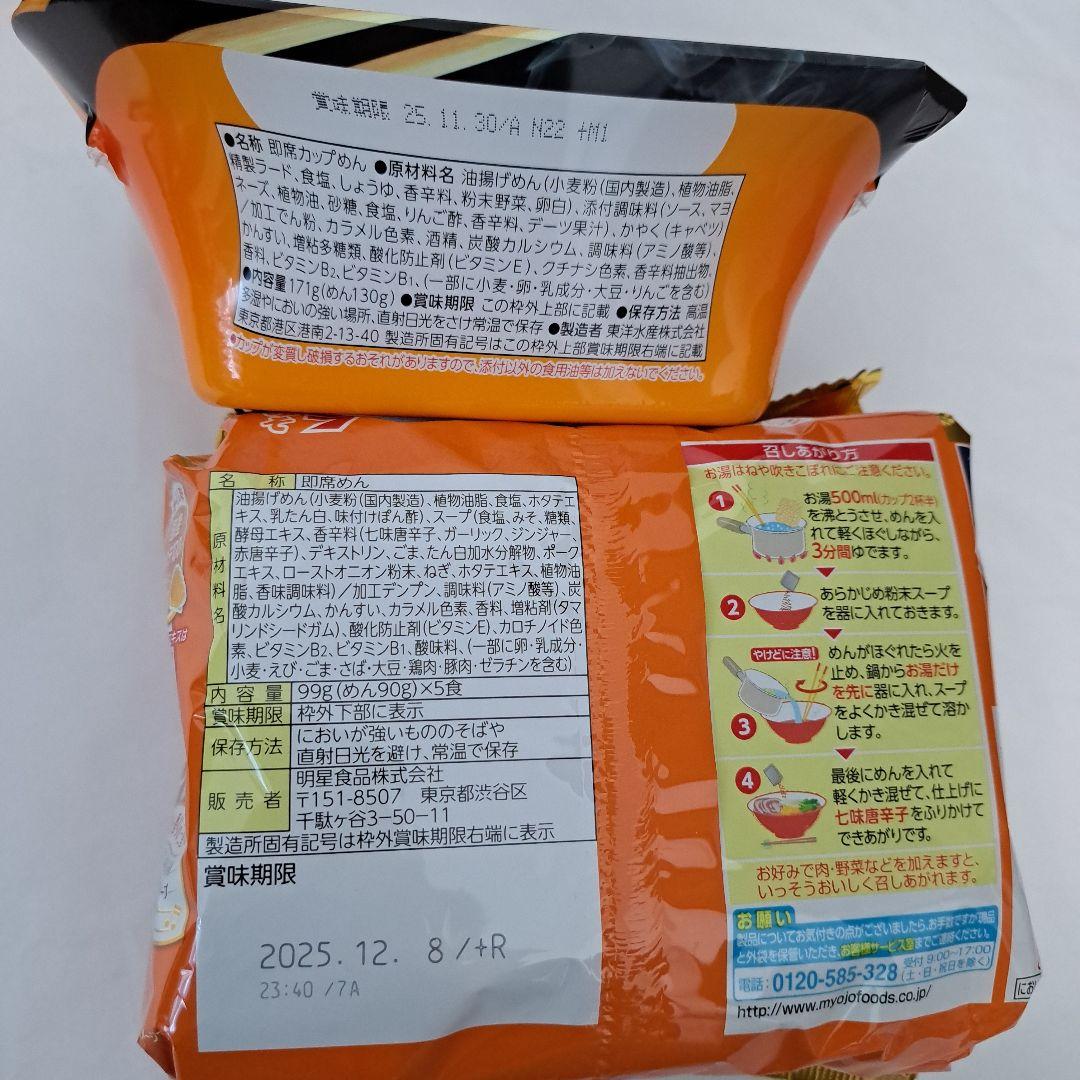 賞味期限 25.11.30/A N22 +M1
●名称 即席カップめん ●原材料名 油揚げめん(小麦粉(国内製造)、植物油脂、
精製ラード、食塩、しょうゆ、香辛料、粉末野菜、卵白)、添付調味料(ソース、マヨ
ネーズ、植物油、砂糖、食塩、りんご酢、香辛料、デーツ果汁)、かやく(キャベツ)
/加工でん粉、カラメル色素、酒精、炭酸カルシウム、調味料(アミノ酸等)、
かんすい、増粘多糖類、酸化防止剤(ビタミンE)、クチナシ色素、香辛料抽出物、
香料、ビタミンB2、ビタミンB1、(一部に小麦・卵・乳成分・大豆・りんごを含む)
●内容量 171g(めん130g) ●賞味期限 この枠外上部に記載 ●保存方法 高温
多湿やにおいの強い場所、直射日光をさけ常温で保存 ●製造者 東洋水産株式会社
東京都港区港南2-13-40 製造所固有記号はこの枠外上部賞味期限右端に記載
●カップが変質し破損するおそれがありますので、添付以外の食用油等は加えないでください。
名称 即席めん
原材料名
油揚げめん(小麦粉(国内製造)、植物油脂、食塩、ホタテエ
キス、乳たん白、味付けぽん酢)、スープ(食塩、みそ、糖類、
酵母エキス、香辛料(七味唐辛子、ガーリック、ジンジャー、
赤唐辛子)、デキストリン、ごま、たん白加水分解物、ポーク
エキス、ローストオニオン粉末、ねぎ、ホタテエキス、植物油
脂、香味調味料)/加工デンプン、調味料(アミノ酸等)、炭
酸カルシウム、かんすい、カラメル色素、香料、増粘剤(タマ
リンドシードガム)、酸化防止剤(ビタミンE)、カロチノイド色
素、ビタミンB2、ビタミンB1、酸味料、(一部に卵・乳成分・
小麦・えび・ごま・さば・大豆・鶏肉・豚肉・ゼラチンを含む)
内容量 99g(めん90g)×5食
賞味期限 枠外下部に表示
保存方法 においが強いもののそばや
直射日光を避け、常温で保存
販売者 明星食品株式会社
〒151-8507 東京都渋谷区
千駄ヶ谷3-50-11
製造所固有記号は枠外賞味期限右端に表示
賞味期限
2025.12. 8/+R
23:40 /7A
召しあがり方
お湯はねや吹きこぼれにご注意ください。
1 お湯500ml(カップ2杯半)
を沸とうさせ、めんを入
れて軽くほぐしながら、
3分間ゆでます。
2 あらかじめ粉末スープ
を器に入れておきます。
やけどに注意!
3 めんがほぐれたら火を
止め、鍋からお湯だけ
を先に器に入れ、スープ
をよくかき混ぜて溶か
します。
4 最後にめんを入れて
軽くかき混ぜて、仕上げに
七味唐辛子をふりかけて
できあがりです。
お好みで肉・野菜などを加えますと、
いっそうおいしく召しあがれます。
お願い
製品についてお気付きの点がございましたら、お手数ですが現品
と外袋を保管いただき、お客様サービス室までご連絡ください。
電話:0120-585-328 受付 9:00~17:00
(土・日・祝日を除く)
http://www.myojofoods.co.jp/